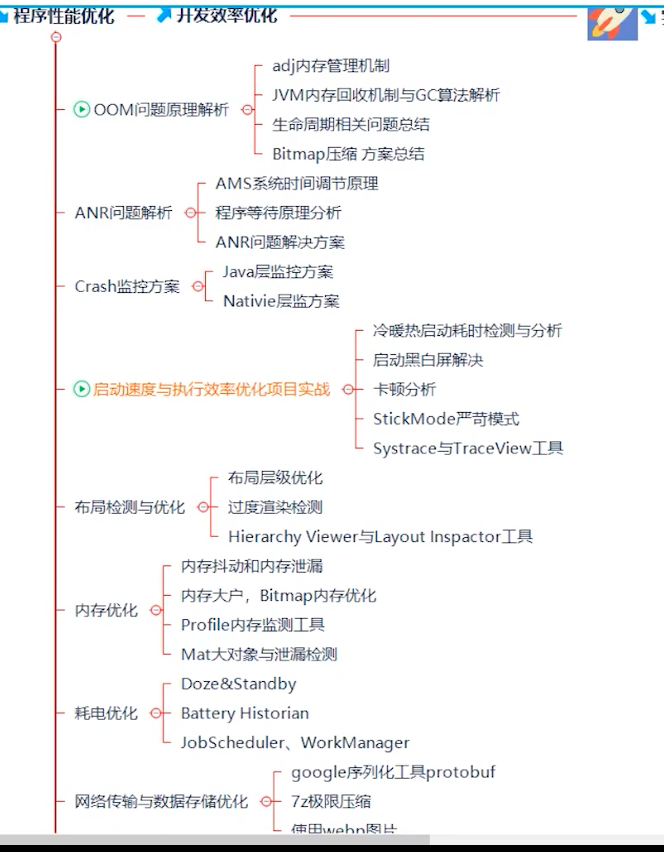 程序性能优化 开发效率优化
OOM问题原理解析
adj内存管理机制
JVM内存回收机制与GC算法解析
生命周期相关问题总结
Bitmap压缩 方案总结
ANR问题解析
AMS系统时间调节原理
程序等待原理分析
ANR问题解决方案
Crash监控方案
Java层监控方案
Nativie层监方案
启动速度与执行效率优化项目实战
冷暖热启动耗时检测与分析
启动黑白屏解决
卡顿分析
StickMode严苛模式
Systrace与TraceView工具
布局检测与优化
布局层级优化
过度渲染检测
Hierarchy Viewer与Layout Inspactor工具
内存优化
内存抖动和内存泄漏
内存大户，Bitmap内存优化
Profile内存监测工具
Mat大对象与泄漏检测
耗电优化
Doze&Standby
Battery Historian
JobScheduler、WorkManager
网络传输与数据存储优化
google序列化工具protobuf
7z极限压缩
使用webp图片